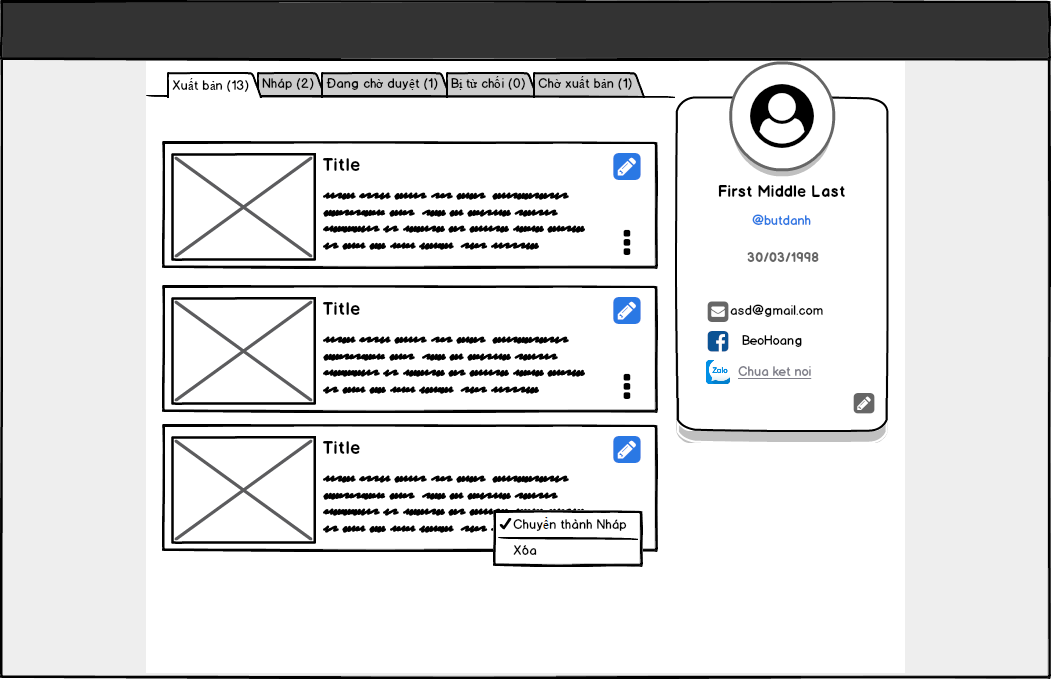 Xuất bản (13)
Nháp (2)
Đang chờ duyệt (1)
Bị từ chối (0)
Chờ xuất bản (1)
Title
Title
Title
Chuyển thành Nháp
Xóa
First Middle Last
@butdanh
30/03/1998
asd@gmail.com
BeoHoang
Zalo
Chua ket noi